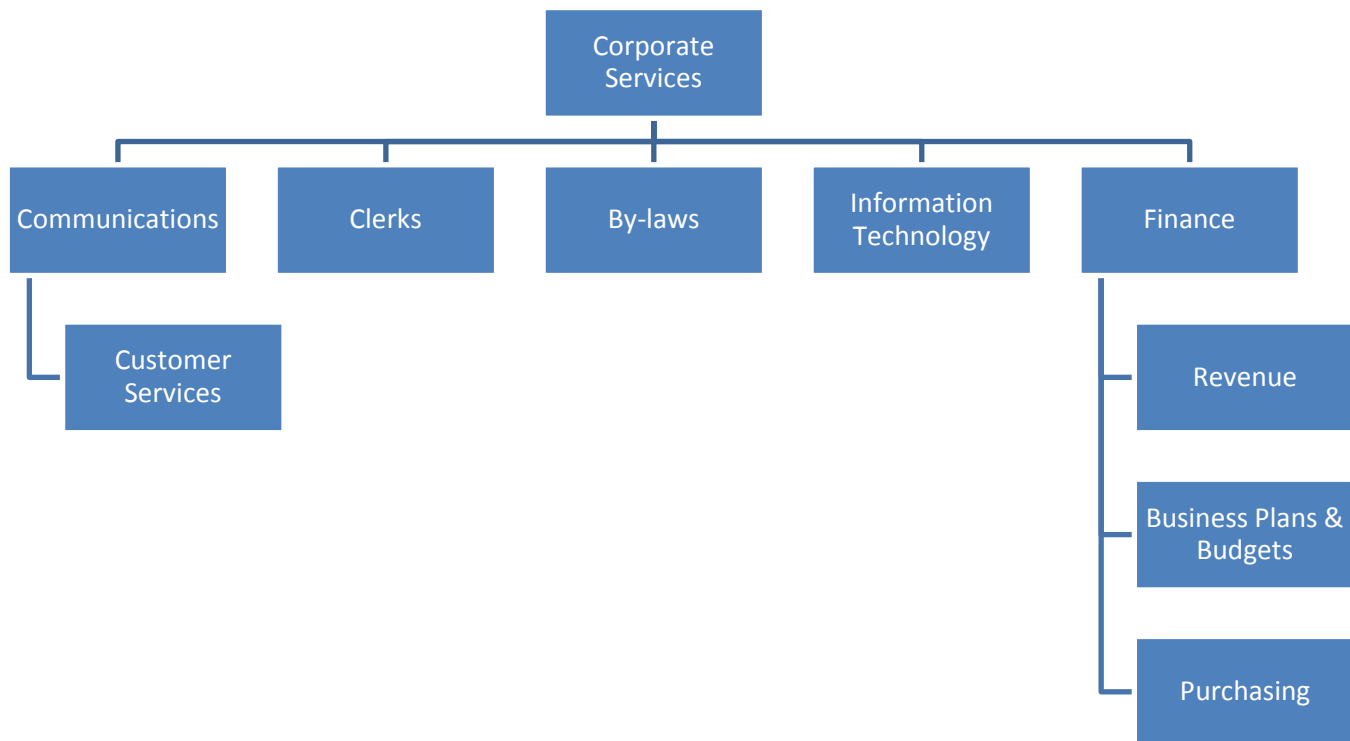 Corporate
Services
Communications
Clerks
By-laws
Information
Technology
Finance
Customer
Services
Revenue
Business Plans &
Budgets
Purchasing